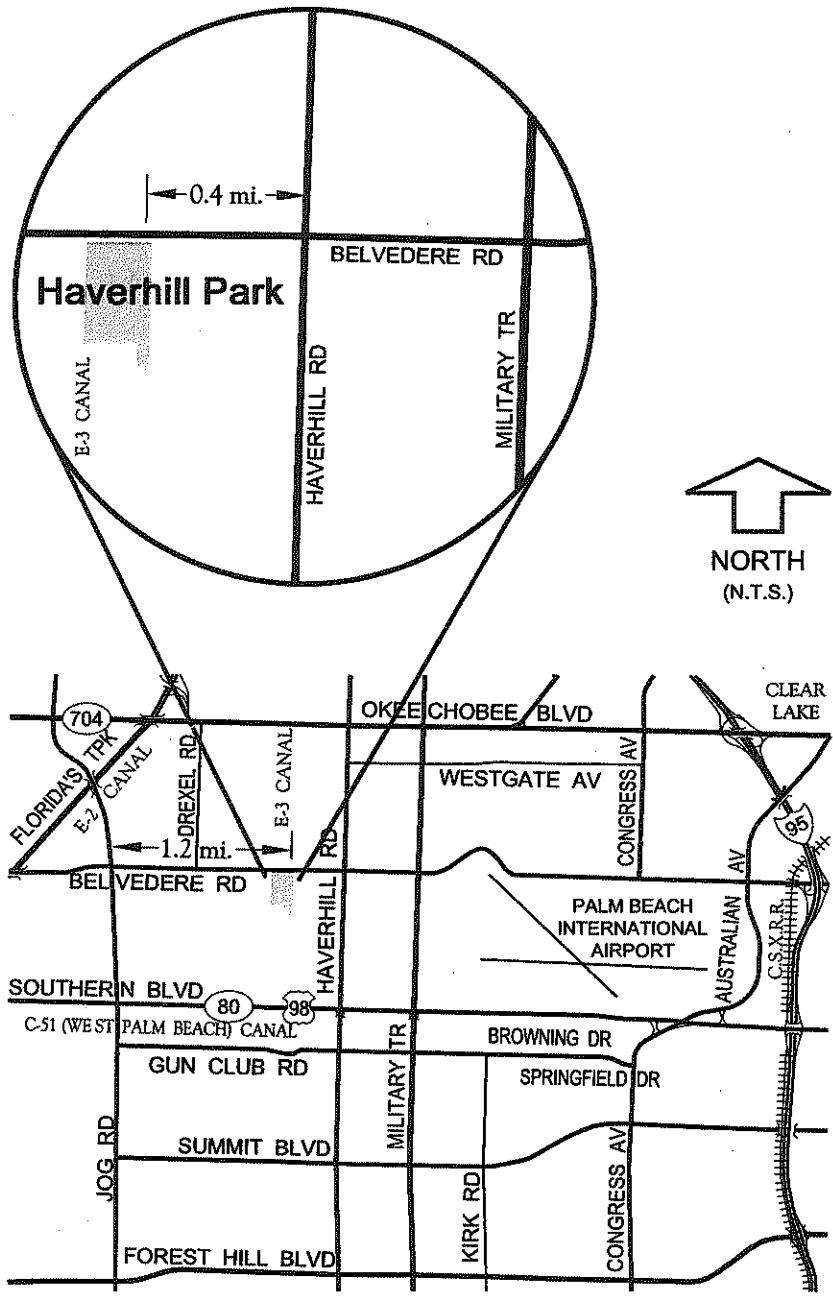 0.4 mi.
BELVEDERE RD
Haverhill Park
E-3 CANAL
HAVERHILL RD
MILITARY TR
NORTH
(N.T.S.)
CLEAR
LAKE
704
OKEECHOBEE BLVD
FLORIDA'S TPK
E-2 CANAL
DREXEL RD
E-3 CANAL
WESTGATE AV
CONGRESS AV
95
1.2 mi.
BELVEDERE RD
HAVERHILL RD
PALM BEACH
INTERNATIONAL
AIRPORT
AUSTRALIAN AV
C.S.X.R.R.
SOUTHERN BLVD
80
98
C-51 (WEST PALM BEACH) CANAL
BROWNING DR
GUN CLUB RD
SPRINGFIELD DR
MILITARY TR
JOG RD
SUMMIT BLVD
KIRK RD
CONGRESS AV
FOREST HILL BLVD